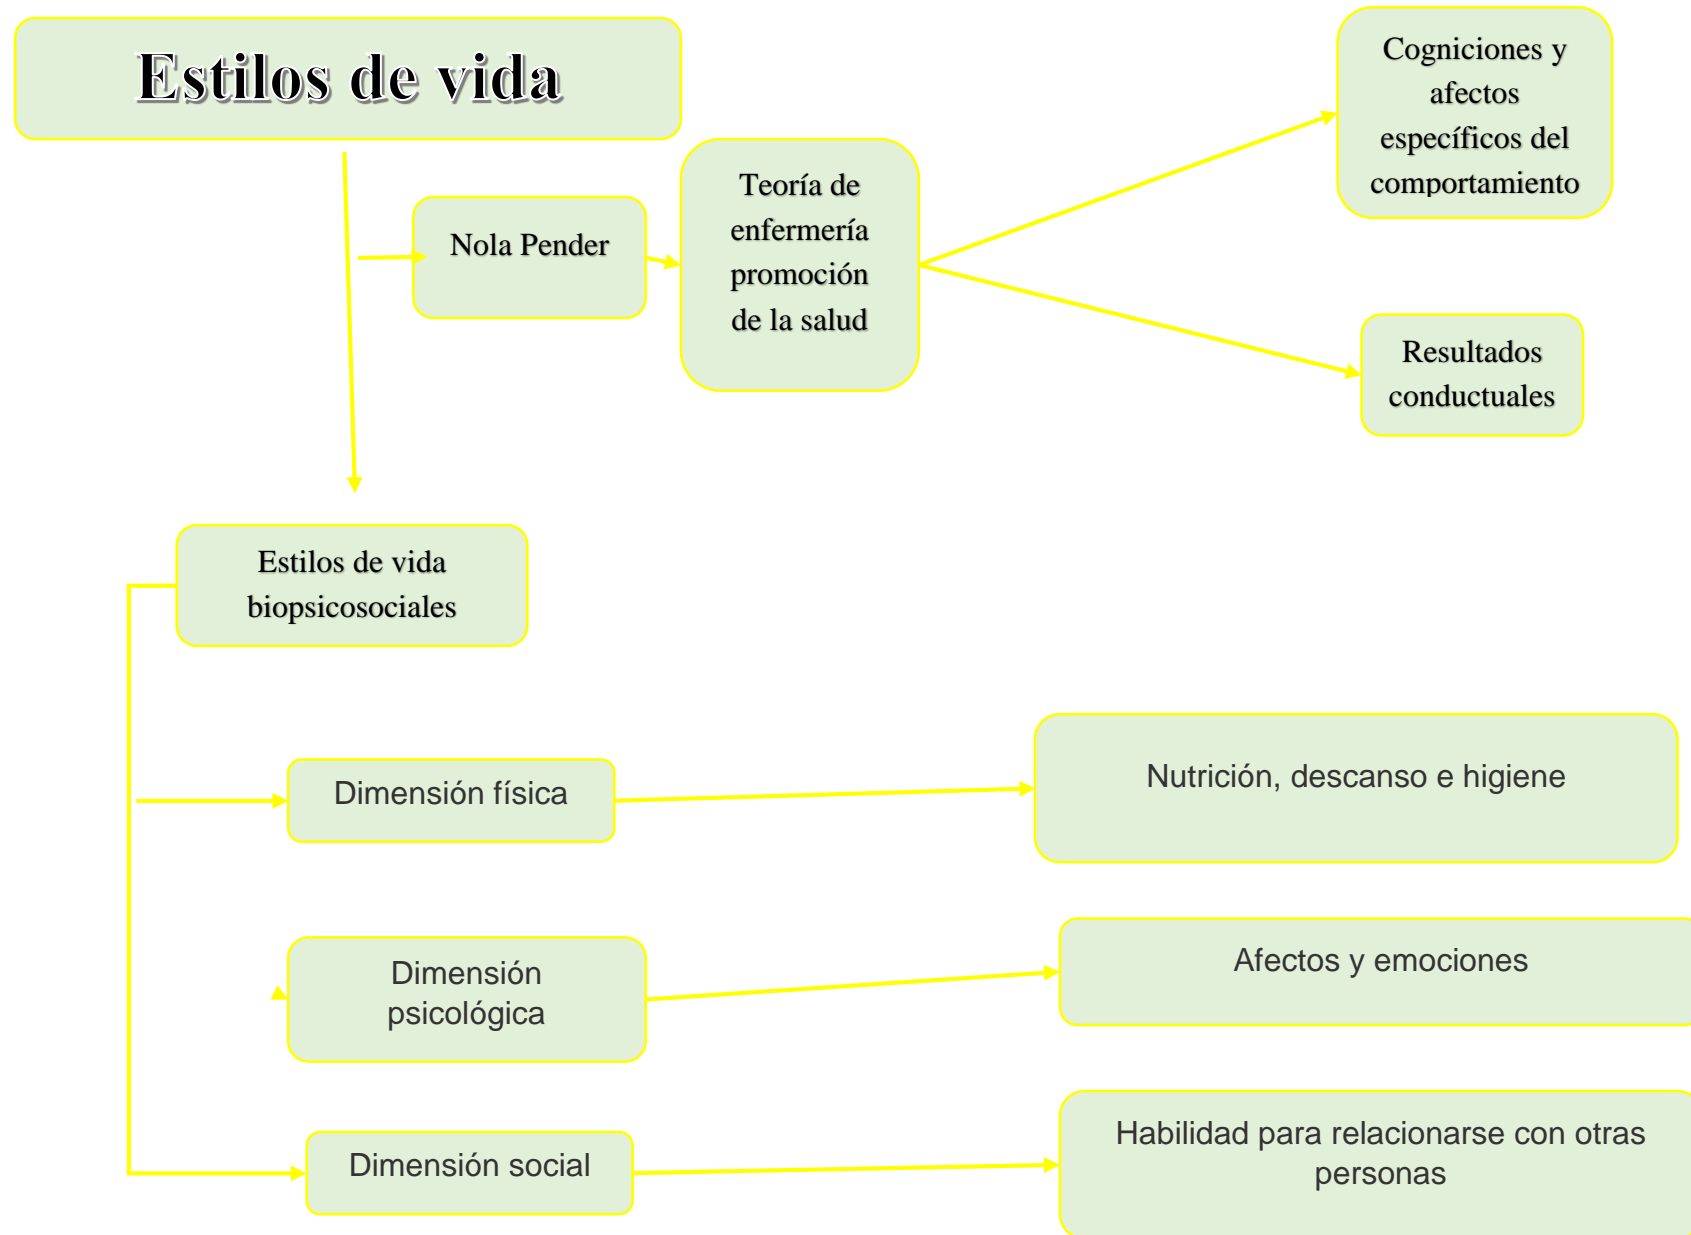 Estilos de vida
Cogniciones y
afectos
específicos del
comportamiento
Nola Pender
Teoría de
enfermería
promoción
de la salud
Resultados
conductuales
Estilos de vida
biopsicosociales
Dimensión física
Nutrición, descanso e higiene
Dimensión
psicológica
Afectos y emociones
Dimensión social
Habilidad para relacionarse con otras
personas